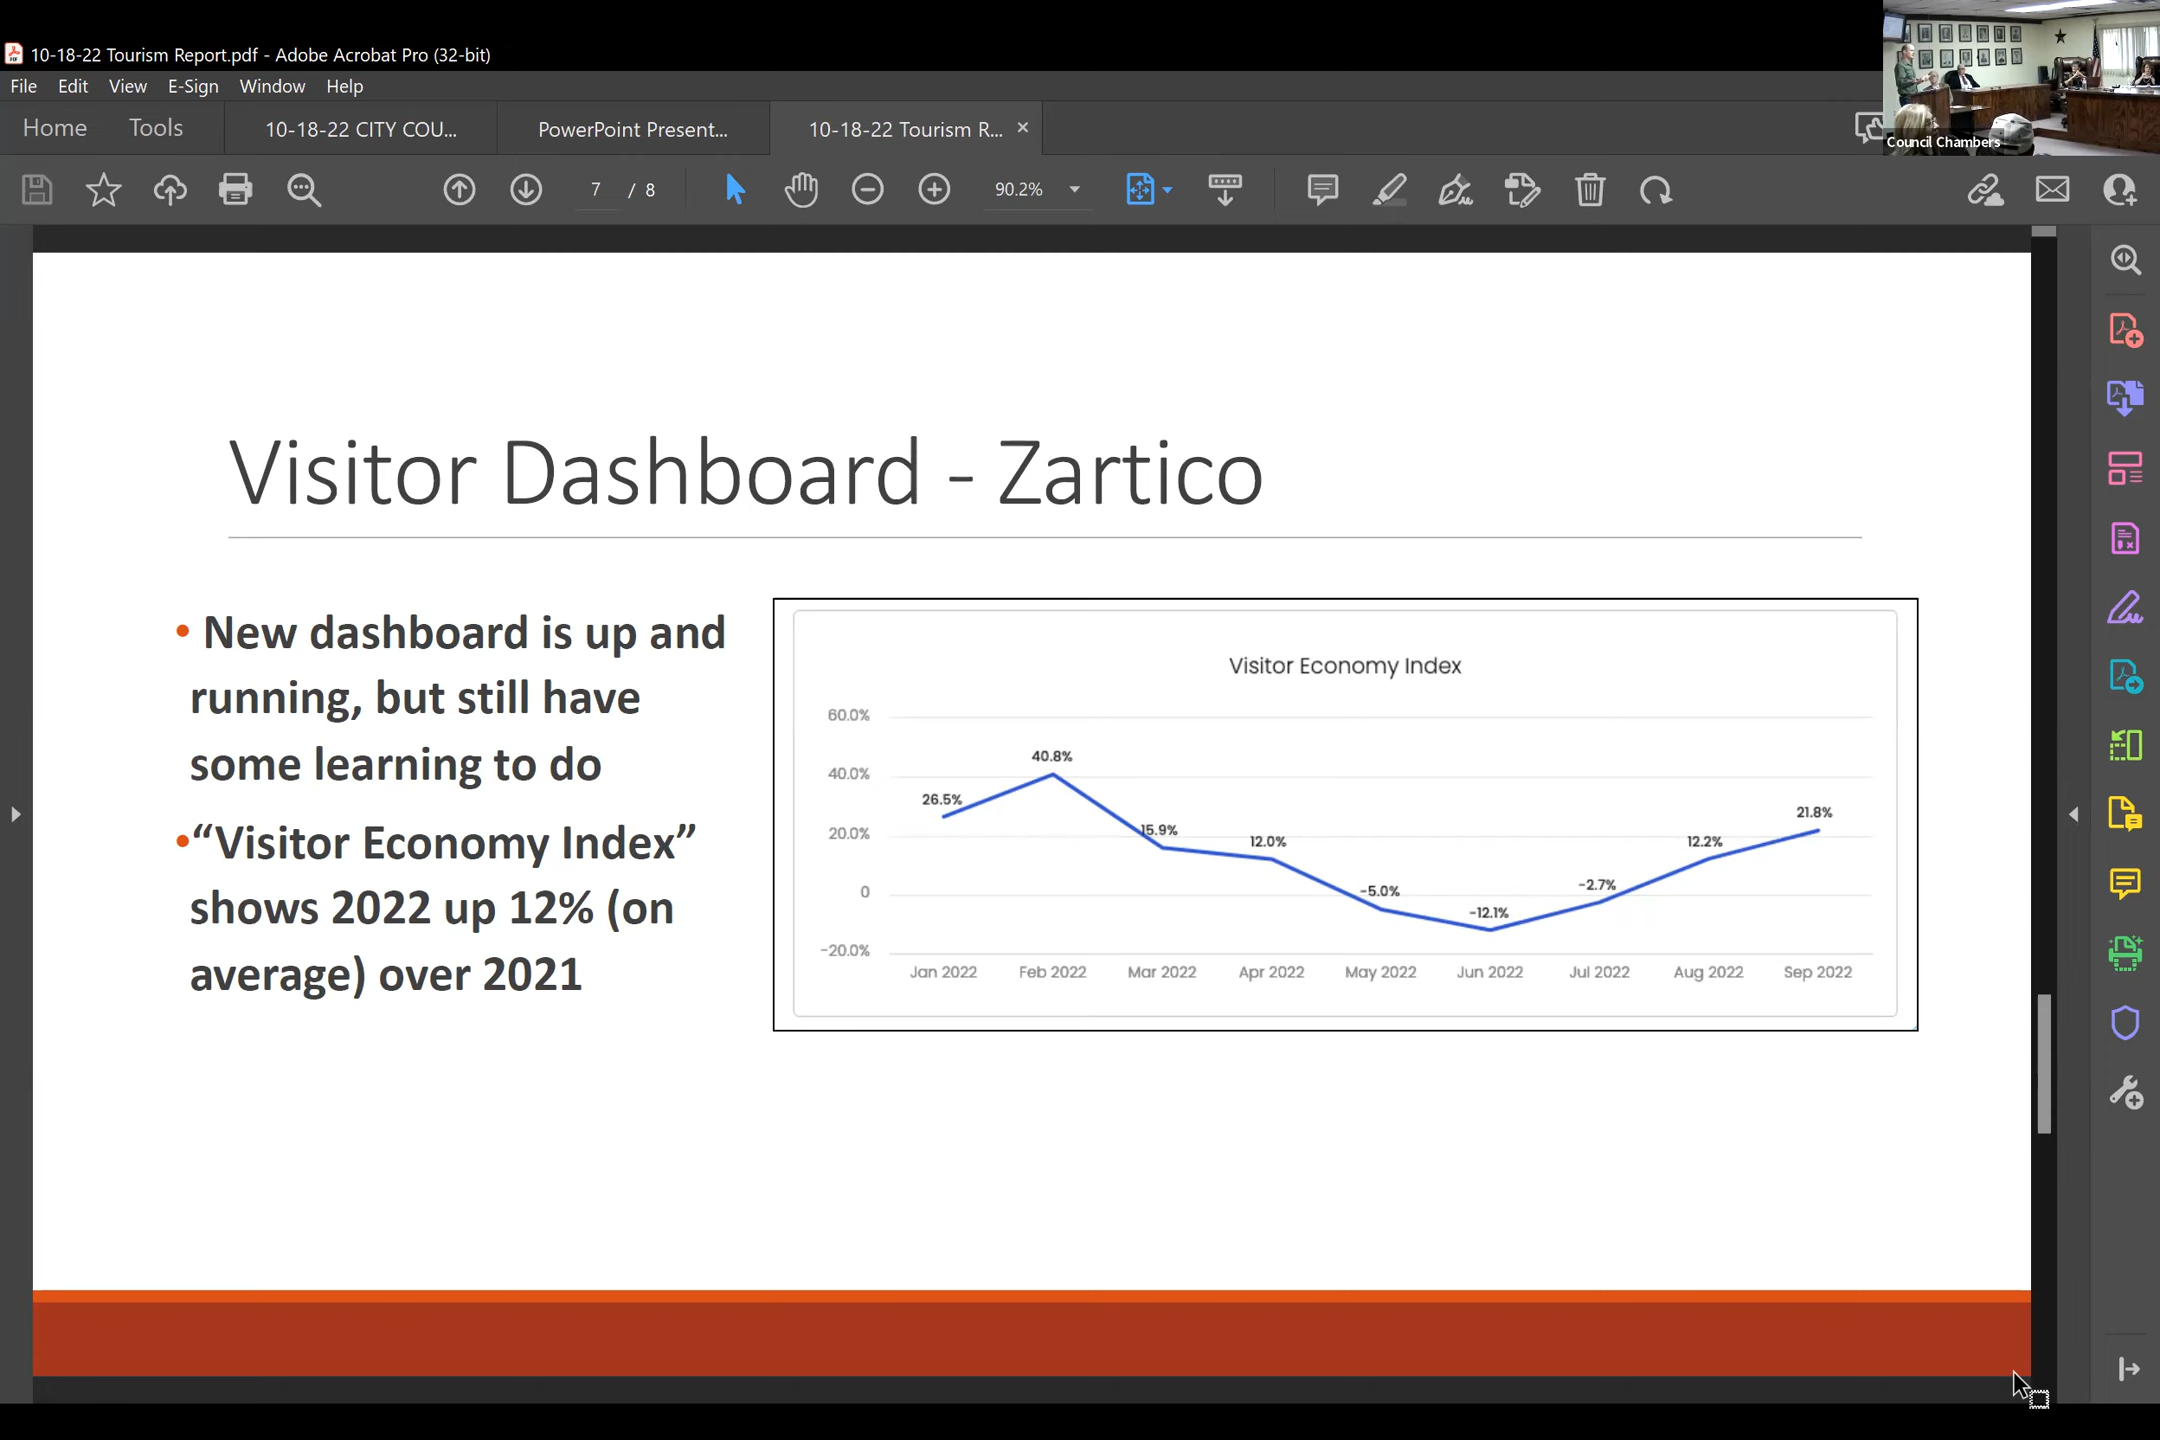 10-18-22 Tourism Report.pdf - Adobe Acrobat Pro (32-bit)
File Edit View E-Sign Window Help
Home Tools 10-18-22 CITY COU... PowerPoint Present... 10-18-22 Tourism R... ×
Council Chambers
7 / 8 90.2%
Visitor Dashboard - Zartico
• New dashboard is up and
running, but still have
some learning to do
•“Visitor Economy Index”
shows 2022 up 12% (on
average) over 2021
Visitor Economy Index
60.0%
40.0%
20.0%
0
-20.0%
26.5%
40.8%
15.9%
12.0%
-5.0%
-12.1%
-2.7%
12.2%
21.8%
Jan 2022 Feb 2022 Mar 2022 Apr 2022 May 2022 Jun 2022 Jul 2022 Aug 2022 Sep 2022